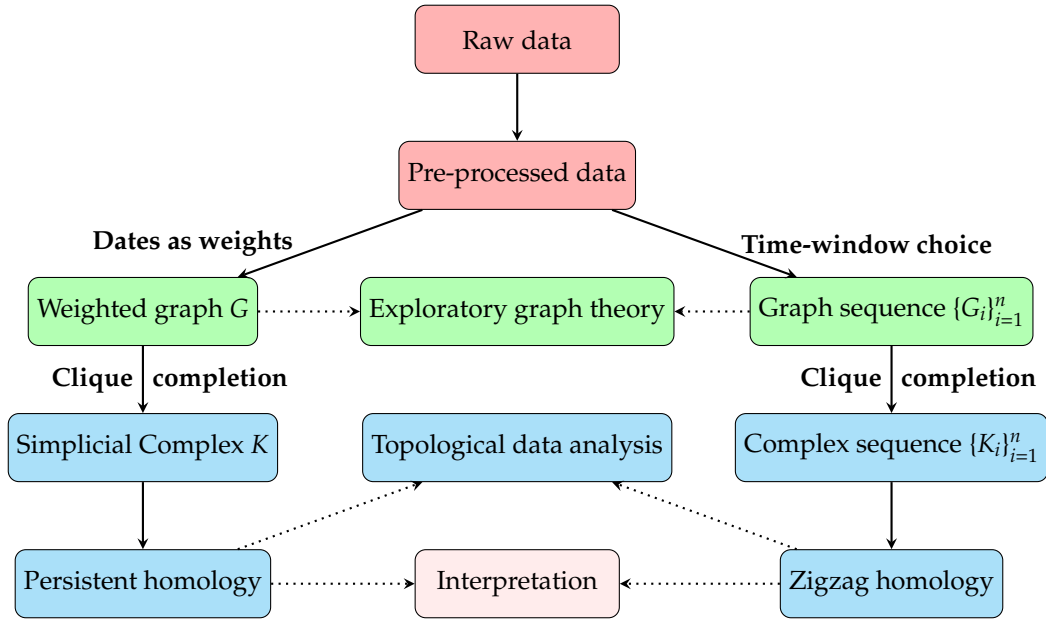 Raw data
Pre-processed data
Dates as weights
Time-window choice
Weighted graph G
Exploratory graph theory
Graph sequence {G_i}_{i=1}^n
Clique completion
Clique completion
Simplicial Complex K
Topological data analysis
Complex sequence {K_i}_{i=1}^n
Persistent homology
Interpretation
Zigzag homology